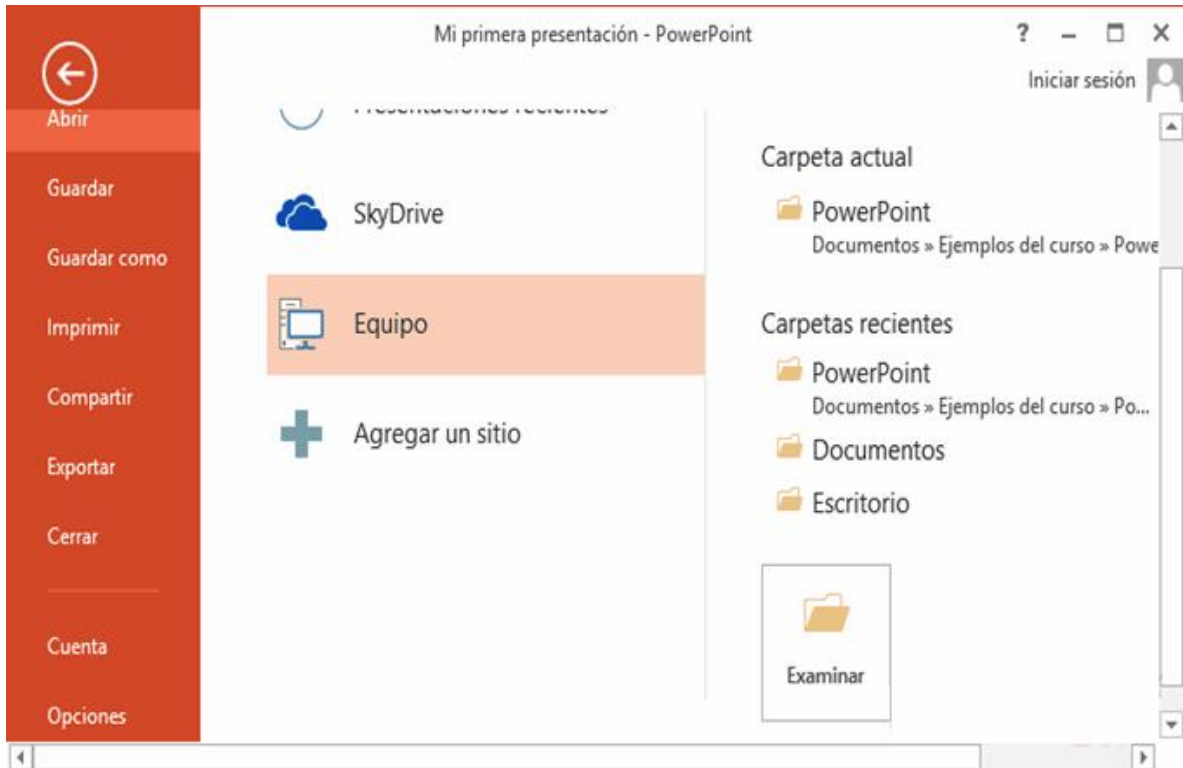 Mi primera presentación - PowerPoint
?
Iniciar sesión
Abrir
Guardar
Guardar como
Imprimir
Compartir
Exportar
Cerrar
Cuenta
Opciones
Presentaciones recientes
SkyDrive
Equipo
Agregar un sitio
Carpeta actual
PowerPoint
Documentos » Ejemplos del curso » Powe
Carpetas recientes
PowerPoint
Documentos » Ejemplos del curso » Po...
Documentos
Escritorio
Examinar